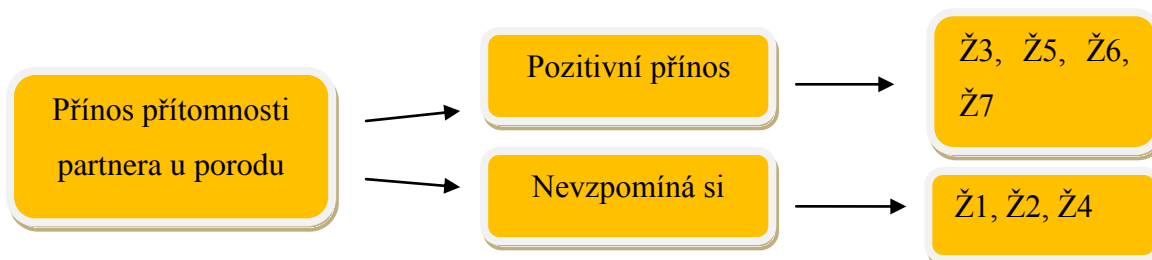 Přínos přítomnosti
partnera u porodu
Pozitivní přínos
Nevzpomíná si
Ž3, Ž5, Ž6,
Ž7
Ž1, Ž2, Ž4